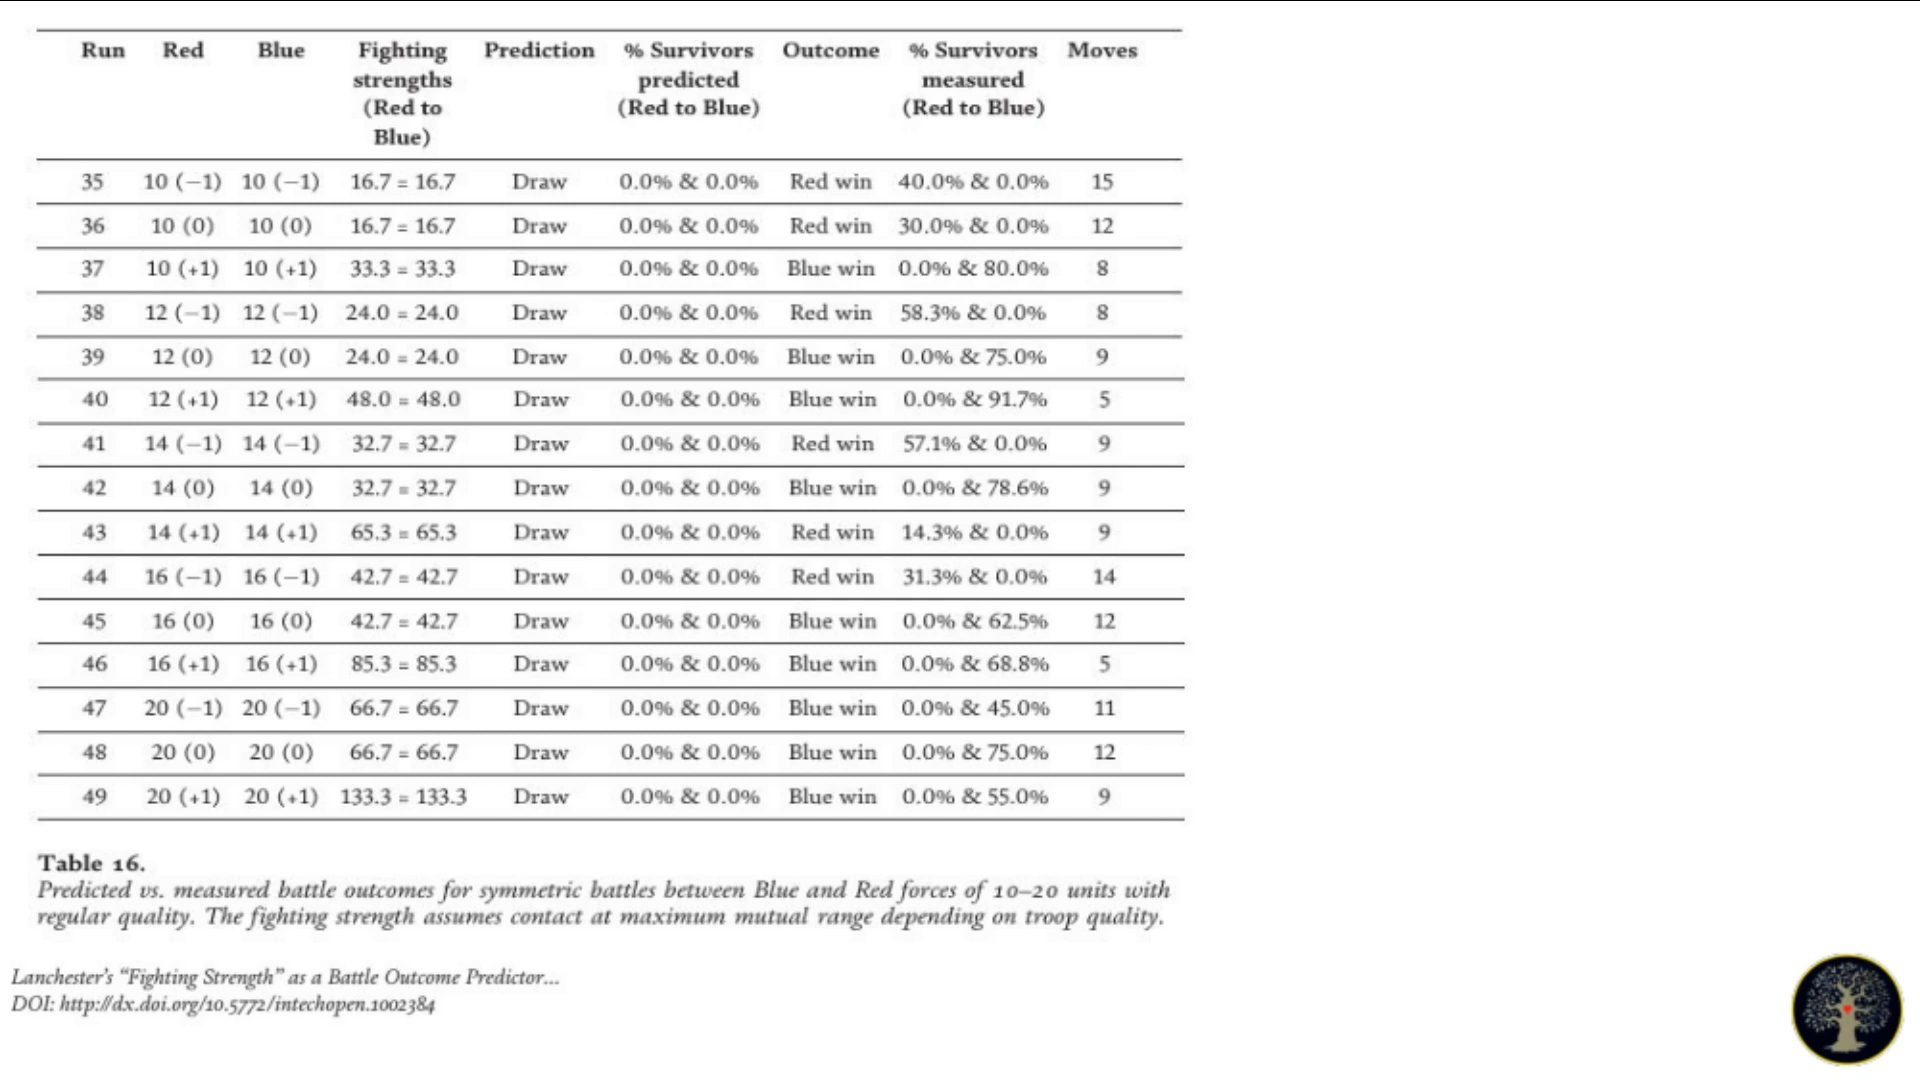 Run Red Blue Fighting Prediction % Survivors Outcome % Survivors Moves
strengths predicted measured
(Red to (Red to Blue) (Red to Blue)
Blue)
35 10 (−1) 10 (−1) 16.7 = 16.7 Draw 0.0% & 0.0% Red win 40.0% & 0.0% 15
36 10 (0) 10 (0) 16.7 = 16.7 Draw 0.0% & 0.0% Red win 30.0% & 0.0% 12
37 10 (+1) 10 (+1) 33.3 = 33.3 Draw 0.0% & 0.0% Blue win 0.0% & 80.0% 8
38 12 (−1) 12 (−1) 24.0 = 24.0 Draw 0.0% & 0.0% Red win 58.3% & 0.0% 8
39 12 (0) 12 (0) 24.0 = 24.0 Draw 0.0% & 0.0% Blue win 0.0% & 75.0% 9
40 12 (+1) 12 (+1) 48.0 = 48.0 Draw 0.0% & 0.0% Blue win 0.0% & 91.7% 5
41 14 (−1) 14 (−1) 32.7 = 32.7 Draw 0.0% & 0.0% Red win 57.1% & 0.0% 9
42 14 (0) 14 (0) 32.7 = 32.7 Draw 0.0% & 0.0% Blue win 0.0% & 78.6% 9
43 14 (+1) 14 (+1) 65.3 = 65.3 Draw 0.0% & 0.0% Red win 14.3% & 0.0% 9
44 16 (−1) 16 (−1) 42.7 = 42.7 Draw 0.0% & 0.0% Red win 31.3% & 0.0% 14
45 16 (0) 16 (0) 42.7 = 42.7 Draw 0.0% & 0.0% Blue win 0.0% & 62.5% 12
46 16 (+1) 16 (+1) 85.3 = 85.3 Draw 0.0% & 0.0% Blue win 0.0% & 68.8% 5
47 20 (−1) 20 (−1) 66.7 = 66.7 Draw 0.0% & 0.0% Blue win 0.0% & 45.0% 11
48 20 (0) 20 (0) 66.7 = 66.7 Draw 0.0% & 0.0% Blue win 0.0% & 75.0% 12
49 20 (+1) 20 (+1) 133.3 = 133.3 Draw 0.0% & 0.0% Blue win 0.0% & 55.0% 9
Table 16.
Predicted vs. measured battle outcomes for symmetric battles between Blue and Red forces of 10–20 units with
regular quality. The fighting strength assumes contact at maximum mutual range depending on troop quality.
Lanchester's “Fighting Strength” as a Battle Outcome Predictor...
DOI: http://dx.doi.org/10.5772/intechopen.1002384